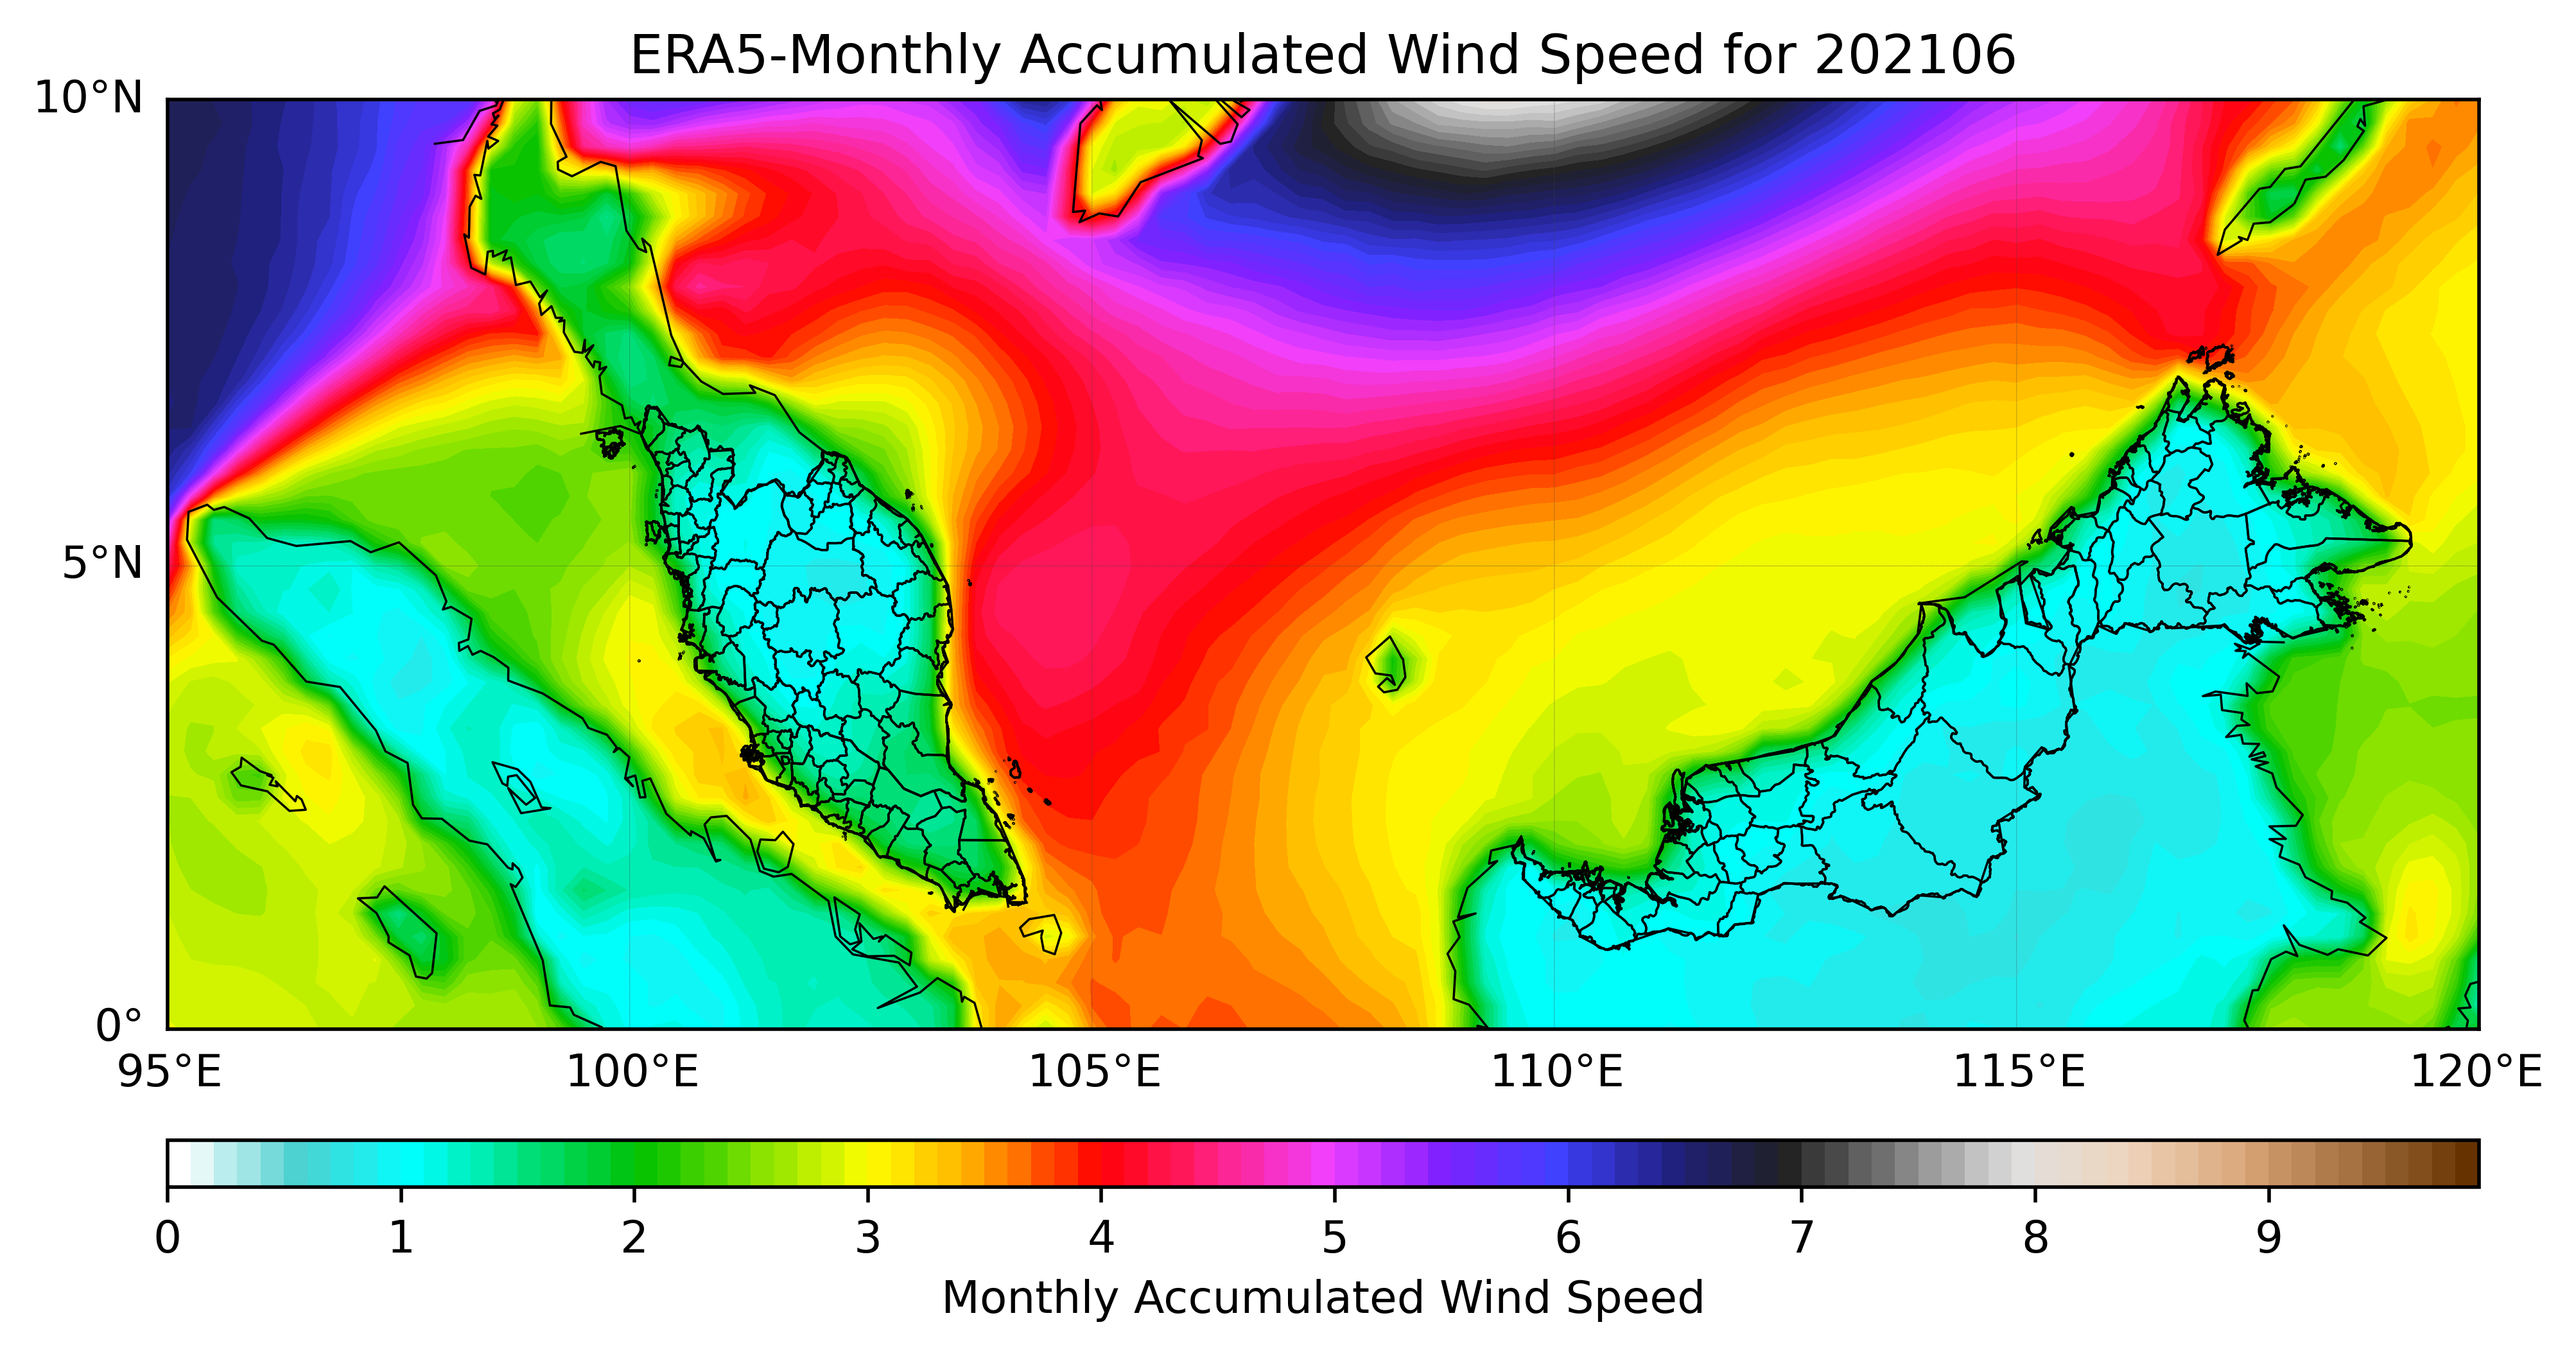 ERA5-Monthly Accumulated Wind Speed for 202106
10°N
5°N
0°
95°E 100°E 105°E 110°E 115°E 120°E
0 1 2 3 4 5 6 7 8 9
Monthly Accumulated Wind Speed